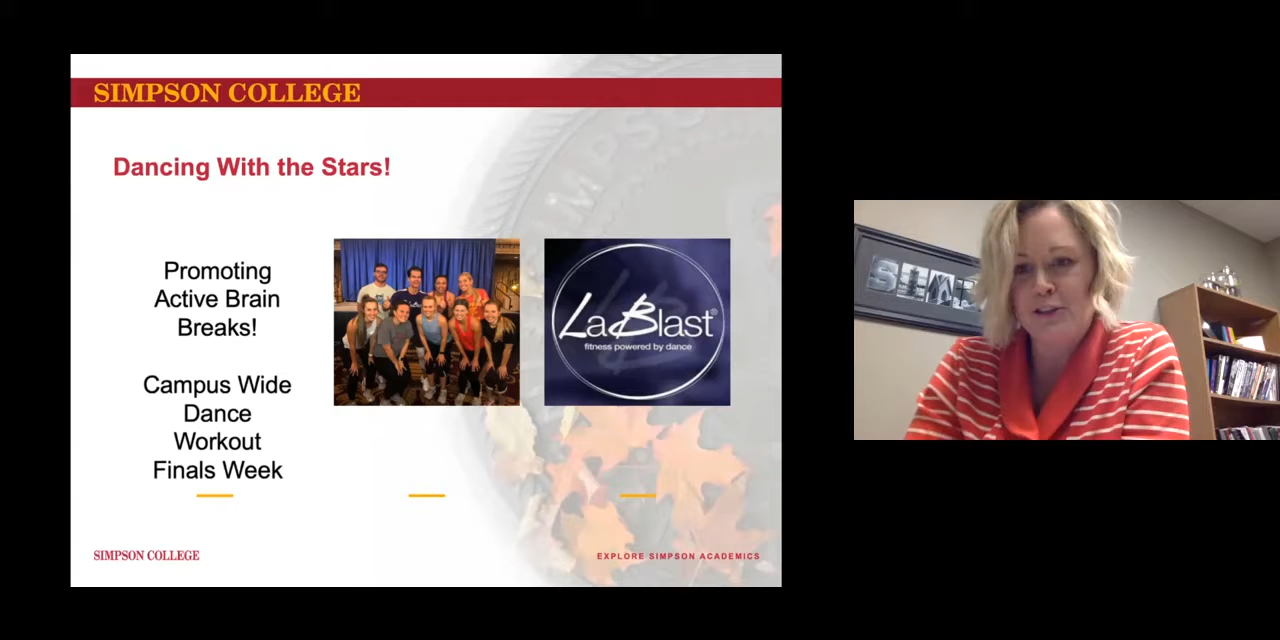 SIMPSON COLLEGE
Dancing With the Stars!
Promoting
Active Brain
Breaks!
Campus Wide
Dance
Workout
Finals Week
LaBlast®
fitness powered by dance
SIMPSON COLLEGE
EXPLORE SIMPSON ACADEMICS